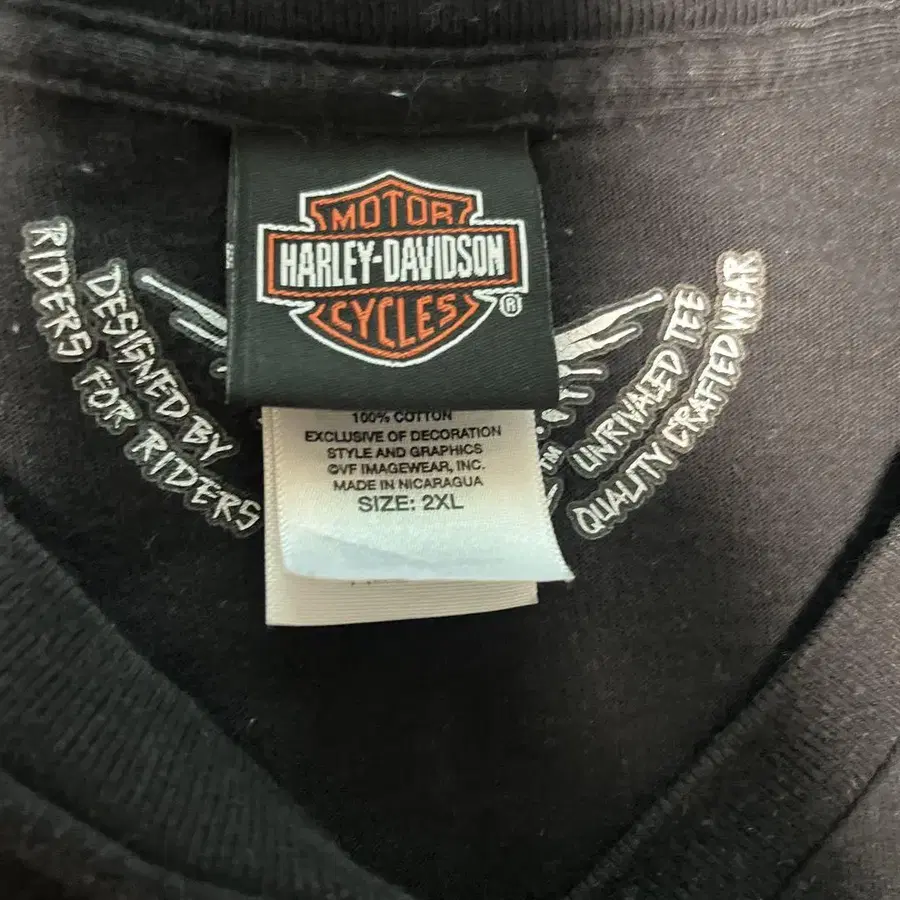 MOTOR
HARLEY-DAVIDSON
CYCLES
®
RIDERS FOR RIDERS
DESIGNED BY
UNRIVALED TEE
QUALITY CRAFTED WEAR
™
100% COTTON
EXCLUSIVE OF DECORATION
STYLE AND GRAPHICS
©VF IMAGEWEAR, INC.
MADE IN NICARAGUA
SIZE: 2XL